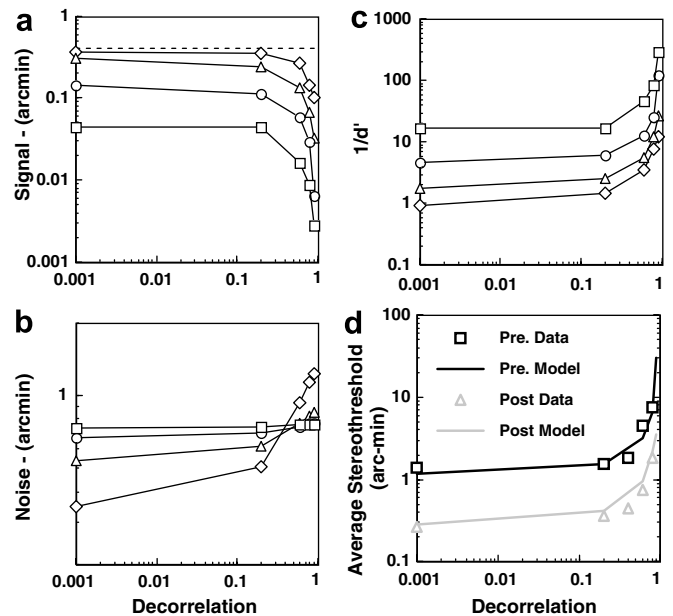 a
Signal - (arcmin)
1
0.1
0.01
0.001
0.001
0.01
0.1
1
c
1/d'
1000
100
10
1
0.1
0.001
0.01
0.1
1
b
Noise - (arcmin)
1
0.001
0.01
0.1
1
Decorrelation
d
Average Stereothreshold
(arc-min)
100
10
1
0.1
Pre. Data
Pre. Model
Post Data
Post Model
0.001
0.01
0.1
1
Decorrelation